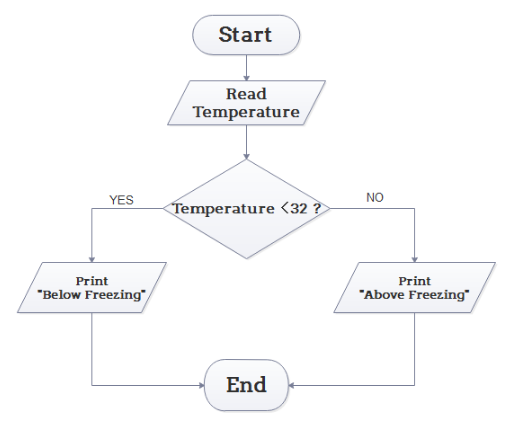 Start
Read
Temperature
Temperature <32 ?
YES
NO
Print
"Below Freezing"
Print
"Above Freezing"
End